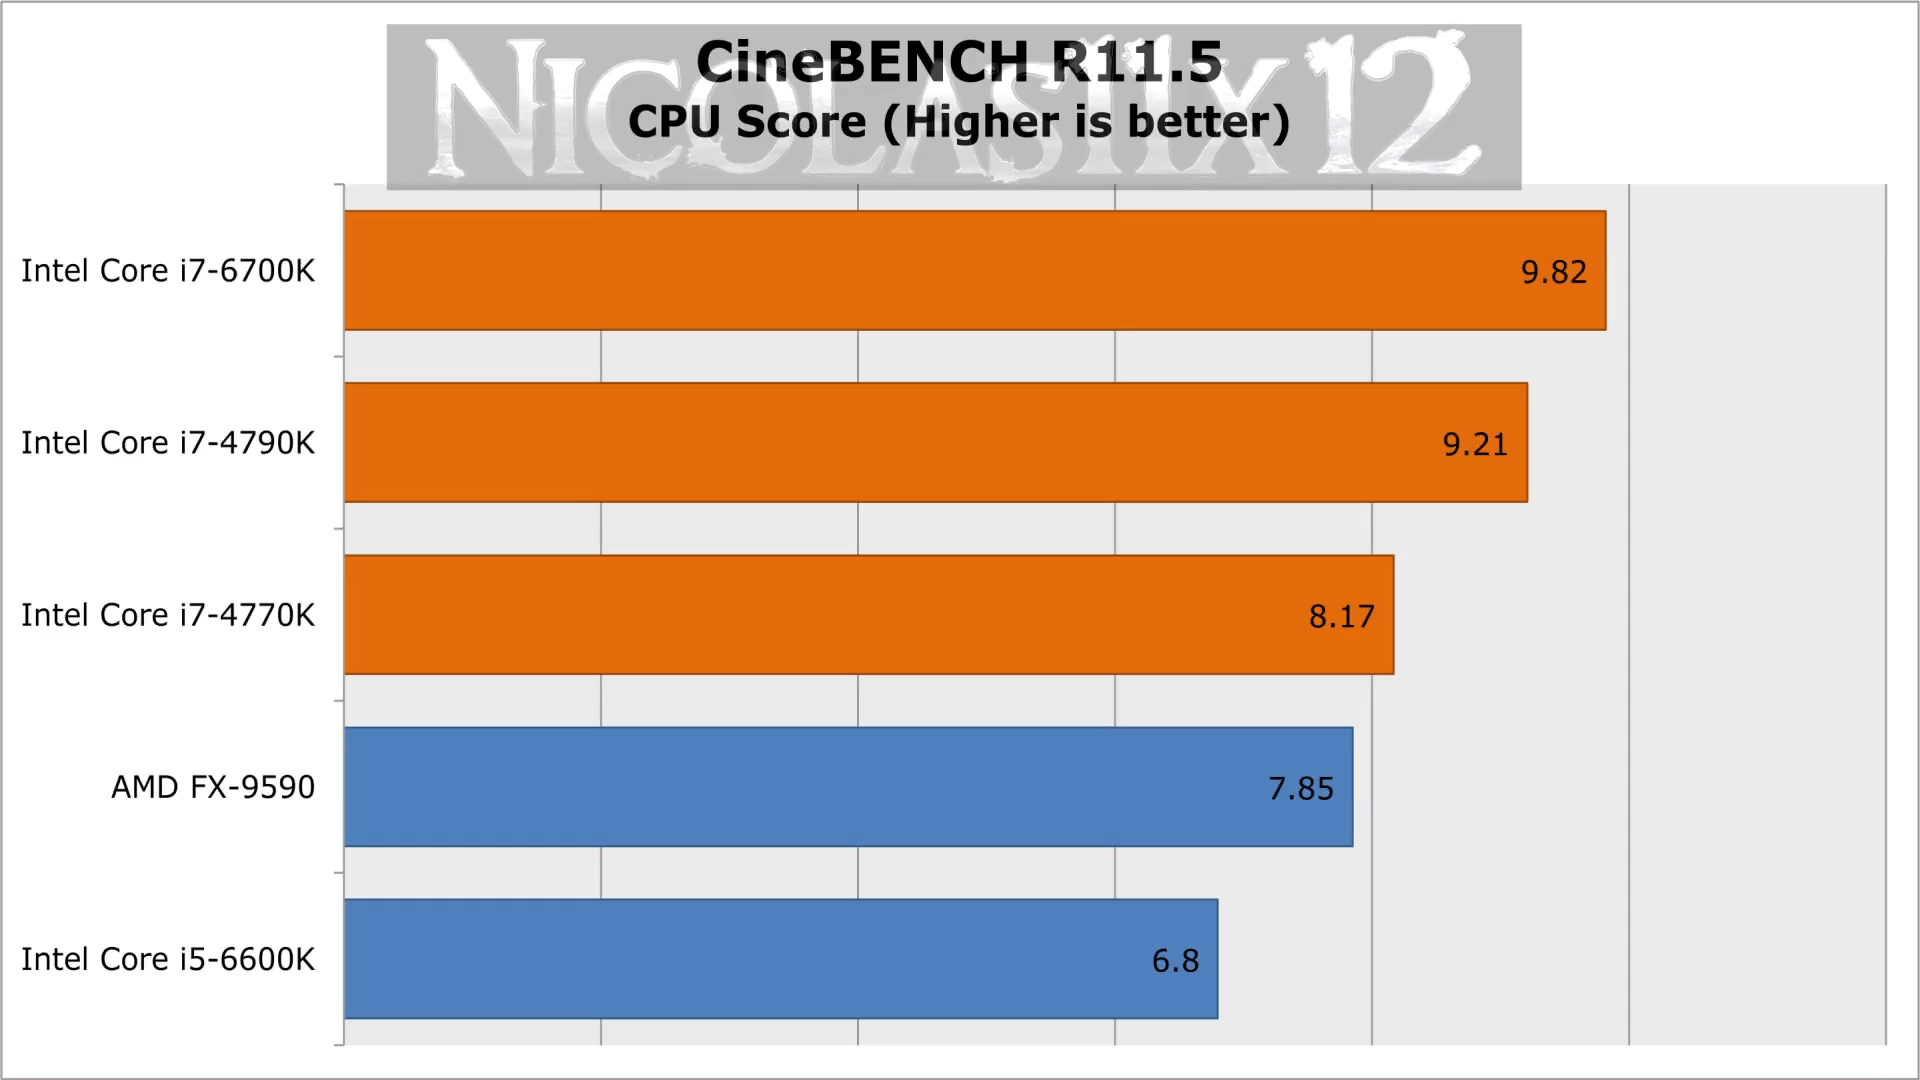 CineBENCH R11.5
CPU Score (Higher is better)
NICOLAS11X12
Intel Core i7-6700K
9.82
Intel Core i7-4790K
9.21
Intel Core i7-4770K
8.17
AMD FX-9590
7.85
Intel Core i5-6600K
6.8